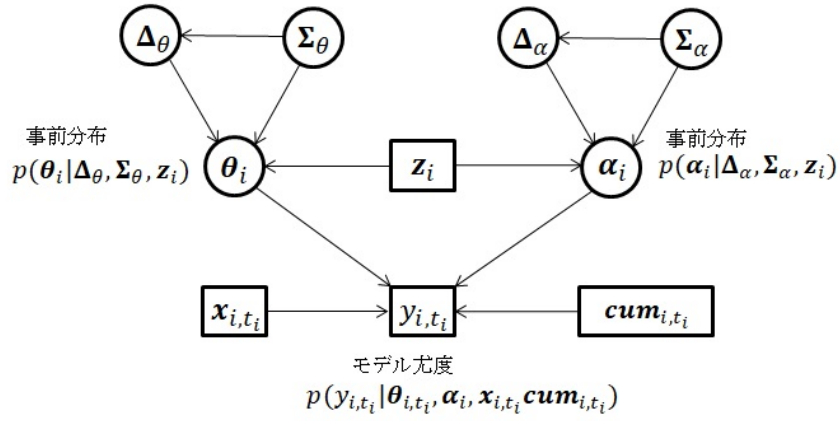 Δθ Σθ Δα Σα
事前分布 事前分布
p(θi|Δθ, Σθ, zi) θi zi αi p(αi|Δα, Σα, zi)
xi,ti yi,ti cumi,ti
モデル尤度
p(yi,ti|θi,ti, αi, xi,ti cumi,ti)